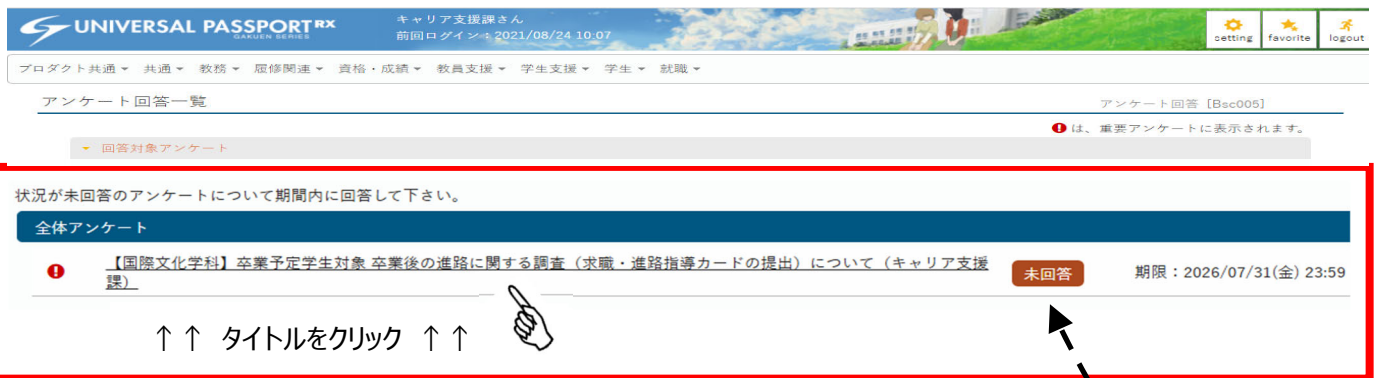 UNIVERSAL PASSPORT RX
GAKUEN SERIES
キャリア支援課さん
前回ログイン：2021/08/24 10:07
setting
favorite
logout
プロダクト共通 共通 教務 履修関連 資格・成績 教員支援 学生支援 学生 就職
アンケート回答一覧
アンケート回答 [Bsc005]
は、重要アンケートに表示されます。
回答対象アンケート
状況が未回答のアンケートについて期間内に回答して下さい。
全体アンケート
【国際文化学科】卒業予定学生対象 卒業後の進路に関する調査（求職・進路指導カードの提出）について（キャリア支援
課）
未回答
期限：2026/07/31(金) 23:59
↑↑ タイトルをクリック ↑↑